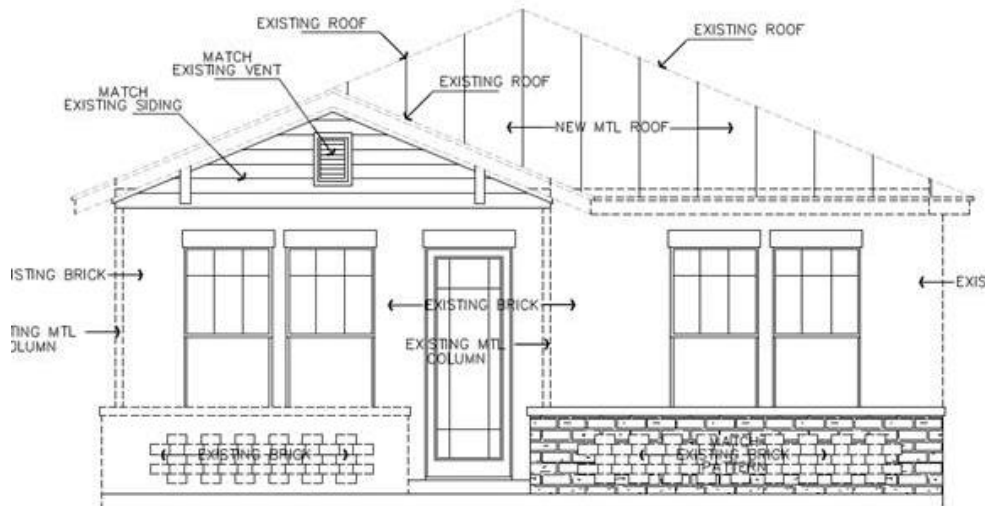 EXISTING ROOF
EXISTING ROOF
MATCH
EXISTING VENT
EXISTING ROOF
MATCH
EXISTING SIDING
NEW MTL ROOF
ISTING BRICK
EXIS
EXISTING BRICK
TING MTL
OLUMN
EXISTING MTL
COLUMN
EXISTING BRICK
MATCH
EXISTING BRICK
PATTERN